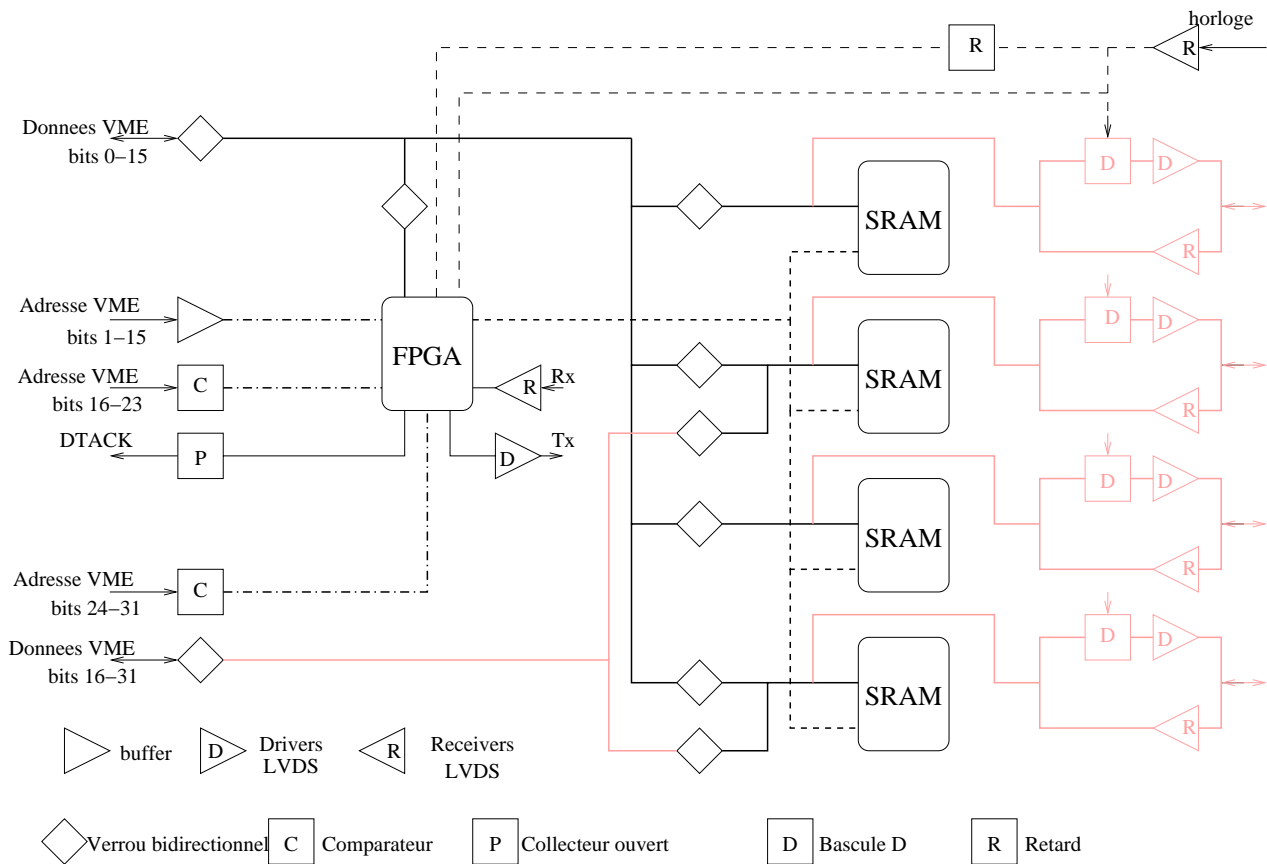 horloge
R
R
Donnees VME
bits 0−15
D
D
SRAM
R
Adresse VME
bits 1−15
D
D
FPGA
SRAM
Adresse VME
bits 16−23
C
R
Rx
R
DTACK
P
D
Tx
D
D
SRAM
R
Adresse VME
bits 24−31
C
Donnees VME
bits 16−31
D
D
SRAM
R
buffer
D
Drivers
LVDS
R
Receivers
LVDS
Verrou bidirectionnel
C
Comparateur
P
Collecteur ouvert
D
Bascule D
R
Retard